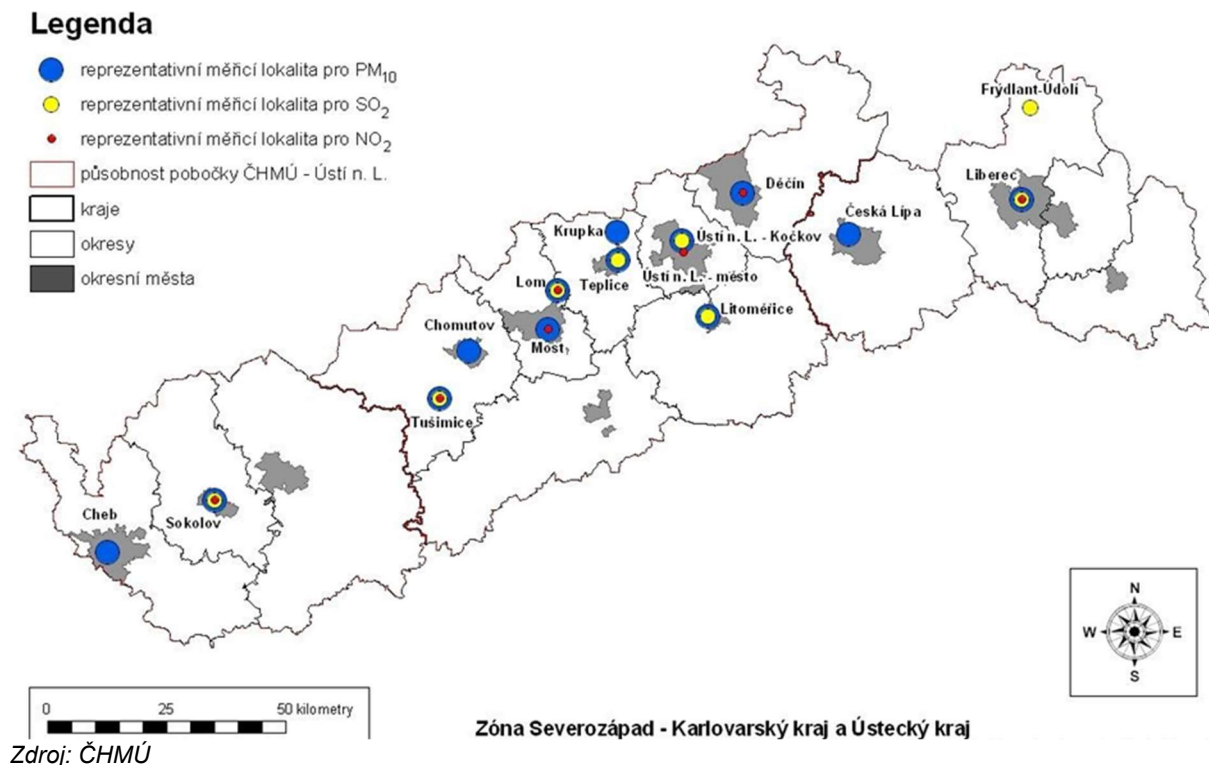 Legenda
reprezentativní měřicí lokalita pro PM₁₀
reprezentativní měřicí lokalita pro SO₂
reprezentativní měřicí lokalita pro NO₂
působnost pobočky ČHMÚ - Ústí n. L.
kraje
okresy
okresní města
Frýdlant-Údolí
Liberec
Děčín
Česká Lípa
Krupka
Ústí n. L. - Kočkov
Ústí n. L. - město
Lom
Teplice
Litoměřice
Chomutov
Most
Tušimice
Cheb
Sokolov
N
W E
S
0 25 50 kilometry
Zóna Severozápad - Karlovarský kraj a Ústecký kraj
Zdroj: ČHMÚ